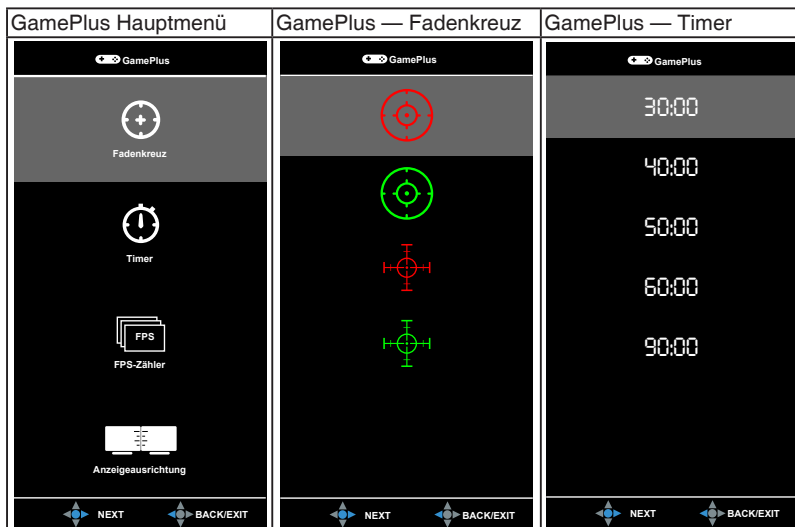 GamePlus Hauptmenü
GamePlus
Fadenkreuz
Timer
FPS
FPS-Zähler
Anzeigeausrichtung
NEXT BACK/EXIT
GamePlus — Fadenkreuz
GamePlus
NEXT BACK/EXIT
GamePlus — Timer
GamePlus
30:00
40:00
50:00
60:00
90:00
NEXT BACK/EXIT